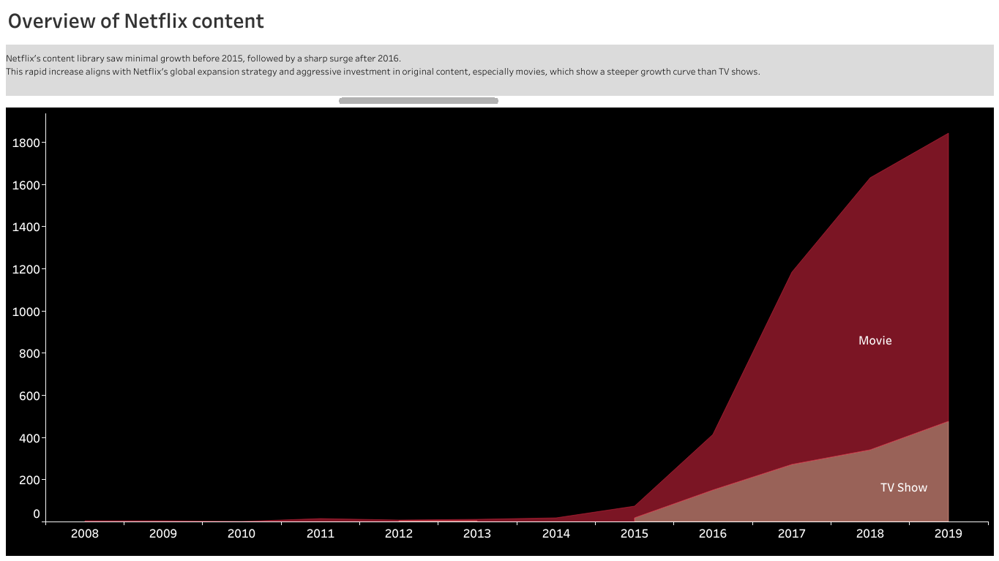 Overview of Netflix content
Netflix's content library saw minimal growth before 2015, followed by a sharp surge after 2016.
This rapid increase aligns with Netflix's global expansion strategy and aggressive investment in original content, especially movies, which show a steeper growth curve than TV shows.
1800
1600
1400
1200
1000
800
600
400
200
0
Movie
TV Show
2008 2009 2010 2011 2012 2013 2014 2015 2016 2017 2018 2019